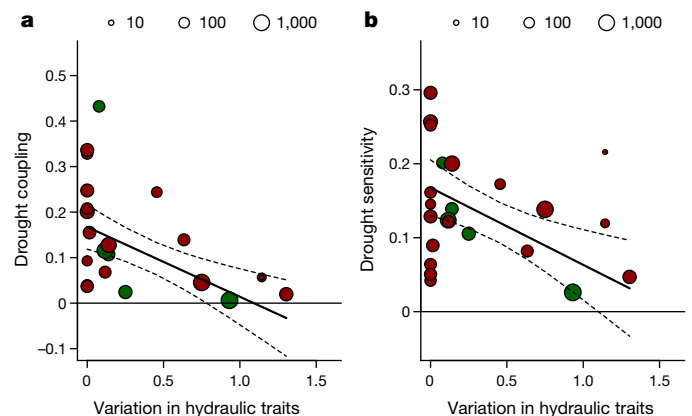 a
10 100 1,000
Drought coupling
0.5
0.4
0.3
0.2
0.1
0
–0.1
0 0.5 1.0 1.5
Variation in hydraulic traits
b
10 100 1,000
Drought sensitivity
0.3
0.2
0.1
0
0 0.5 1.0 1.5
Variation in hydraulic traits